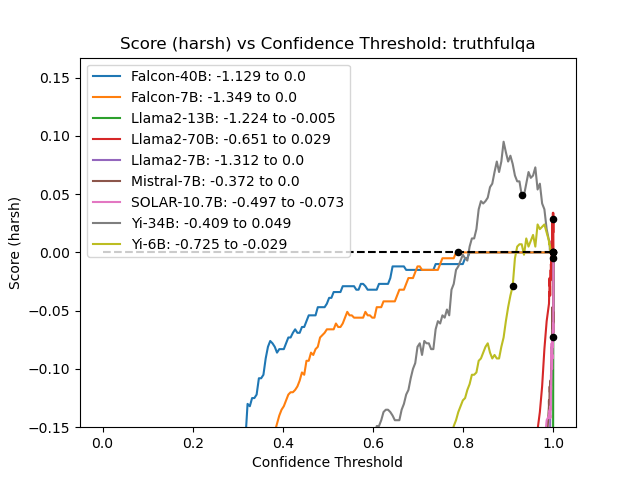 Score (harsh) vs Confidence Threshold: truthfulqa
Falcon-40B: -1.129 to 0.0
Falcon-7B: -1.349 to 0.0
Llama2-13B: -1.224 to -0.005
Llama2-70B: -0.651 to 0.029
Llama2-7B: -1.312 to 0.0
Mistral-7B: -0.372 to 0.0
SOLAR-10.7B: -0.497 to -0.073
Yi-34B: -0.409 to 0.049
Yi-6B: -0.725 to -0.029
Score (harsh)
0.15
0.10
0.05
0.00
−0.05
−0.10
−0.15
0.0 0.2 0.4 0.6 0.8 1.0
Confidence Threshold